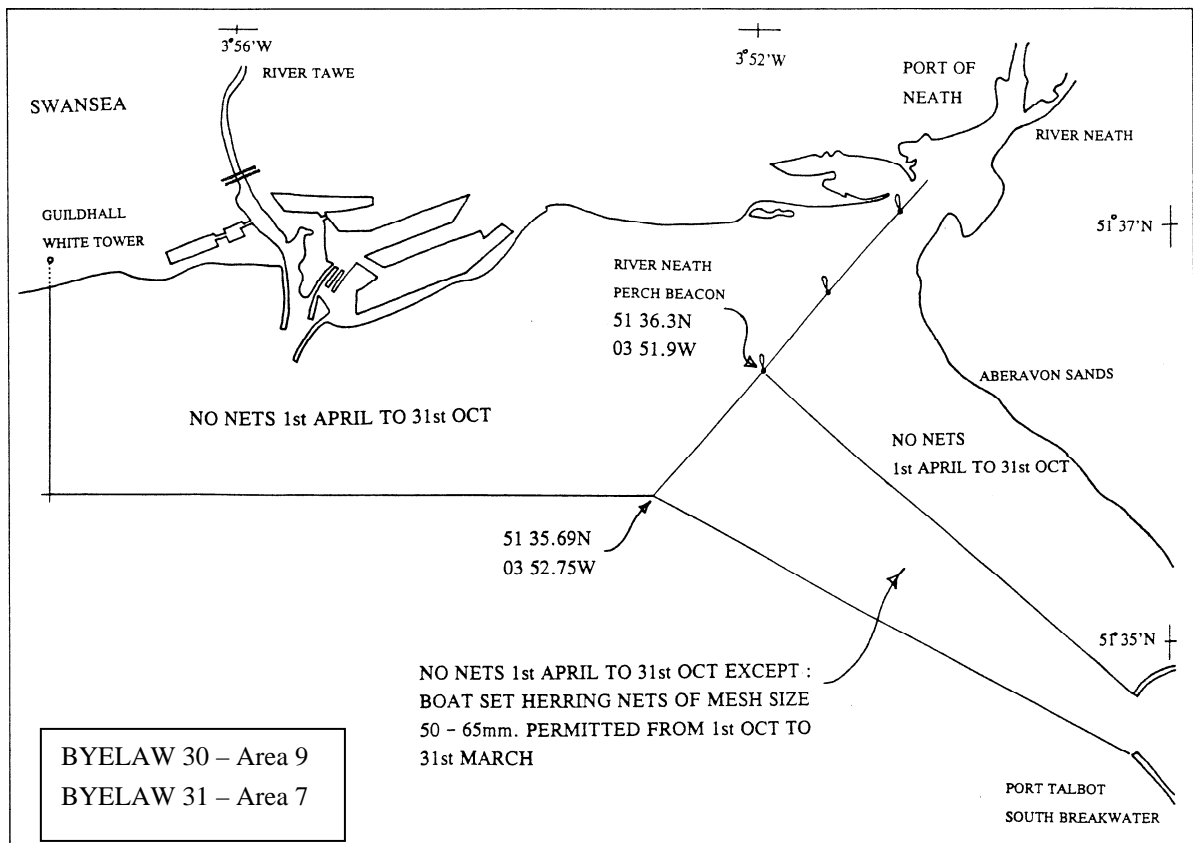 3°56'W
3°52'W
RIVER TAWE
SWANSEA
PORT OF
NEATH
RIVER NEATH
GUILDHALL
WHITE TOWER
51°37'N
RIVER NEATH
PERCH BEACON
51 36.3N
03 51.9W
ABERAVON SANDS
NO NETS 1st APRIL TO 31st OCT
NO NETS
1st APRIL TO 31st OCT
51 35.69N
03 52.75W
51°35'N
NO NETS 1st APRIL TO 31st OCT EXCEPT :
BOAT SET HERRING NETS OF MESH SIZE
50 - 65mm. PERMITTED FROM 1st OCT TO
31st MARCH
BYELAW 30 – Area 9
BYELAW 31 – Area 7
PORT TALBOT
SOUTH BREAKWATER